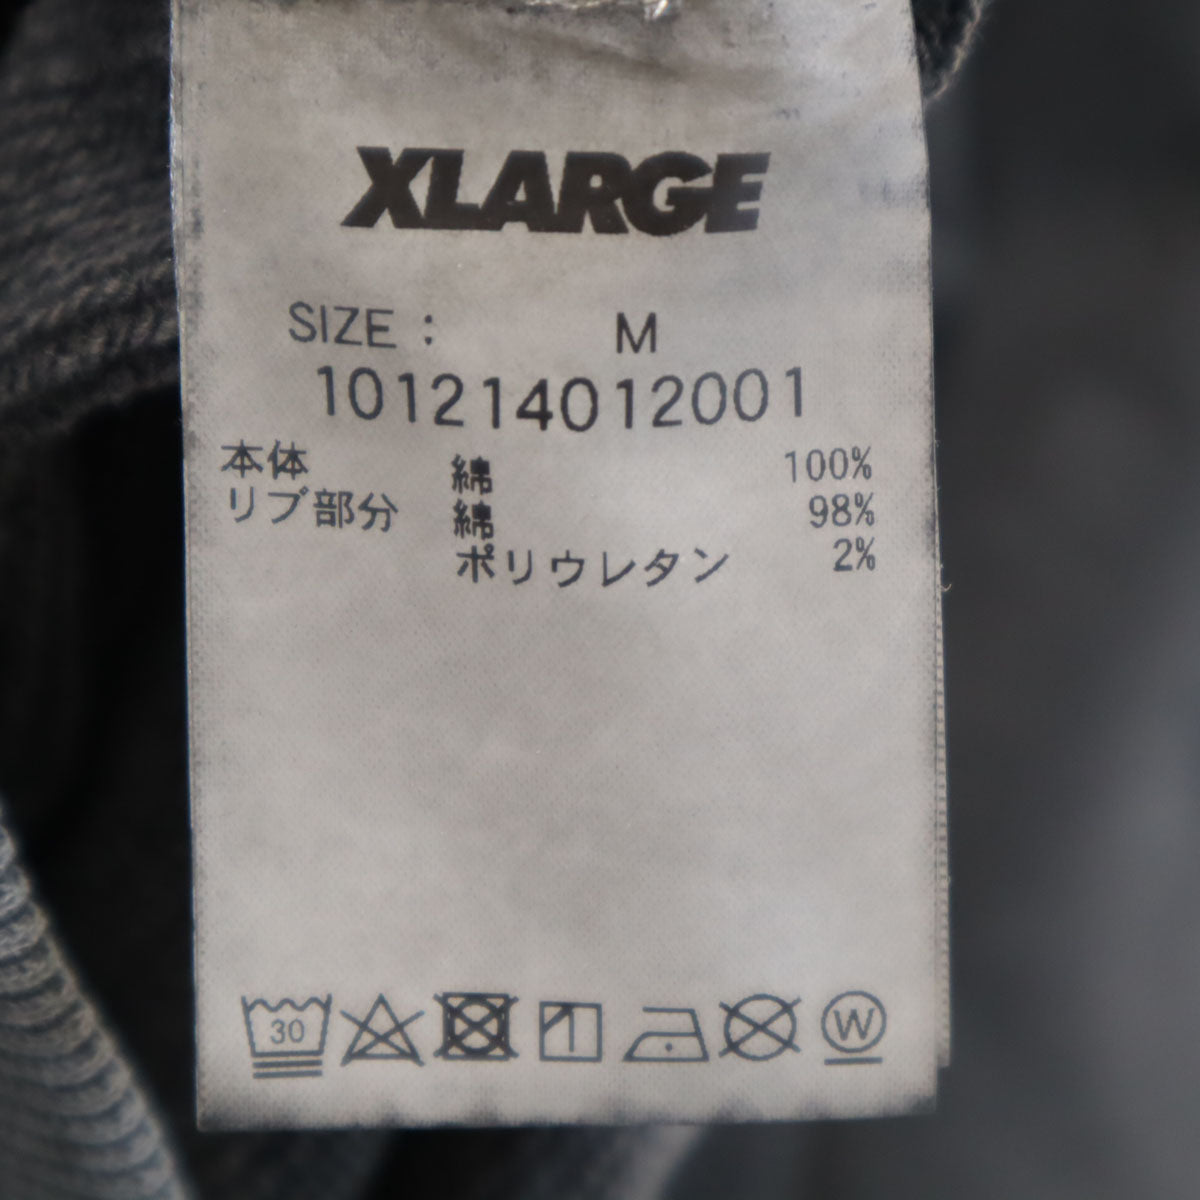 XLARGE
SIZE : M
101214012001
本体 綿 100%
リブ部分 綿 98%
ポリウレタン 2%
30
W